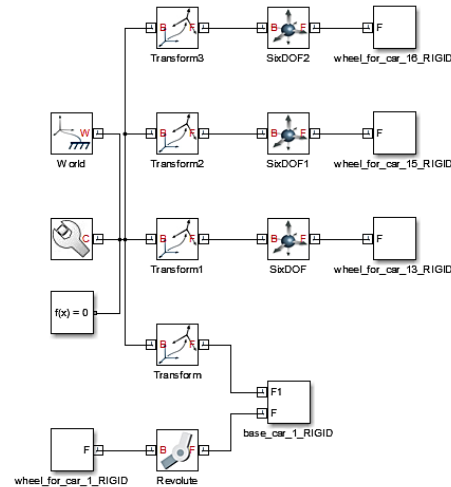 B F B F F
Transform3 SixDOF2 wheel_for_car_16_RIGID
W B F B F F
World Transform2 SixDOF1 wheel_for_car_15_RIGID
C B F B F F
Transform1 SixDOF wheel_for_car_13_RIGID
f(x) = 0
B F
Transform
F1
F
base_car_1_RIGID
F B F
wheel_for_car_1_RIGID Revolute